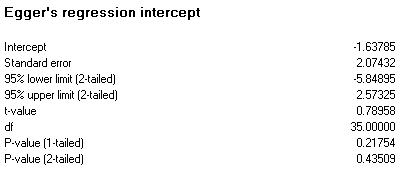 Egger's regression intercept
Intercept -1.63785
Standard error 2.07432
95% lower limit (2-tailed) -5.84895
95% upper limit (2-tailed) 2.57325
t-value 0.78958
df 35.00000
P-value (1-tailed) 0.21754
P-value (2-tailed) 0.43509